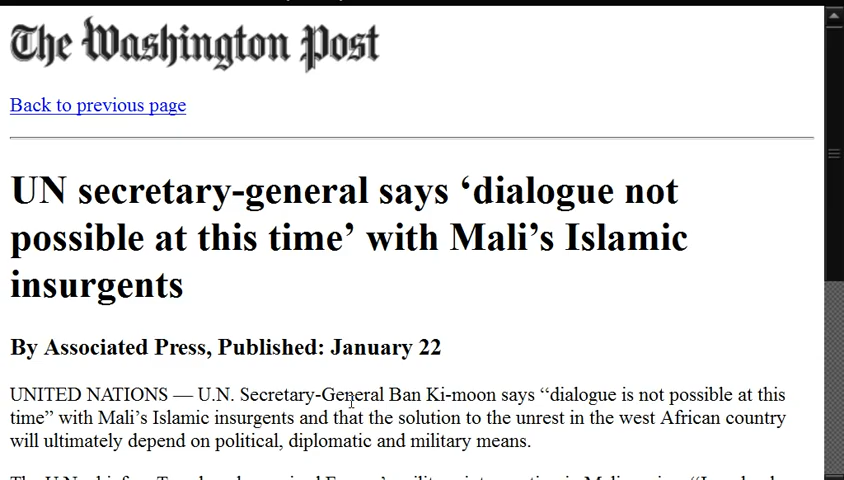 The Washington Post
Back to previous page
UN secretary-general says ‘dialogue not
possible at this time’ with Mali’s Islamic
insurgents
By Associated Press, Published: January 22
UNITED NATIONS — U.N. Secretary-General Ban Ki-moon says “dialogue is not possible at this
time” with Mali’s Islamic insurgents and that the solution to the unrest in the west African country
will ultimately depend on political, diplomatic and military means.